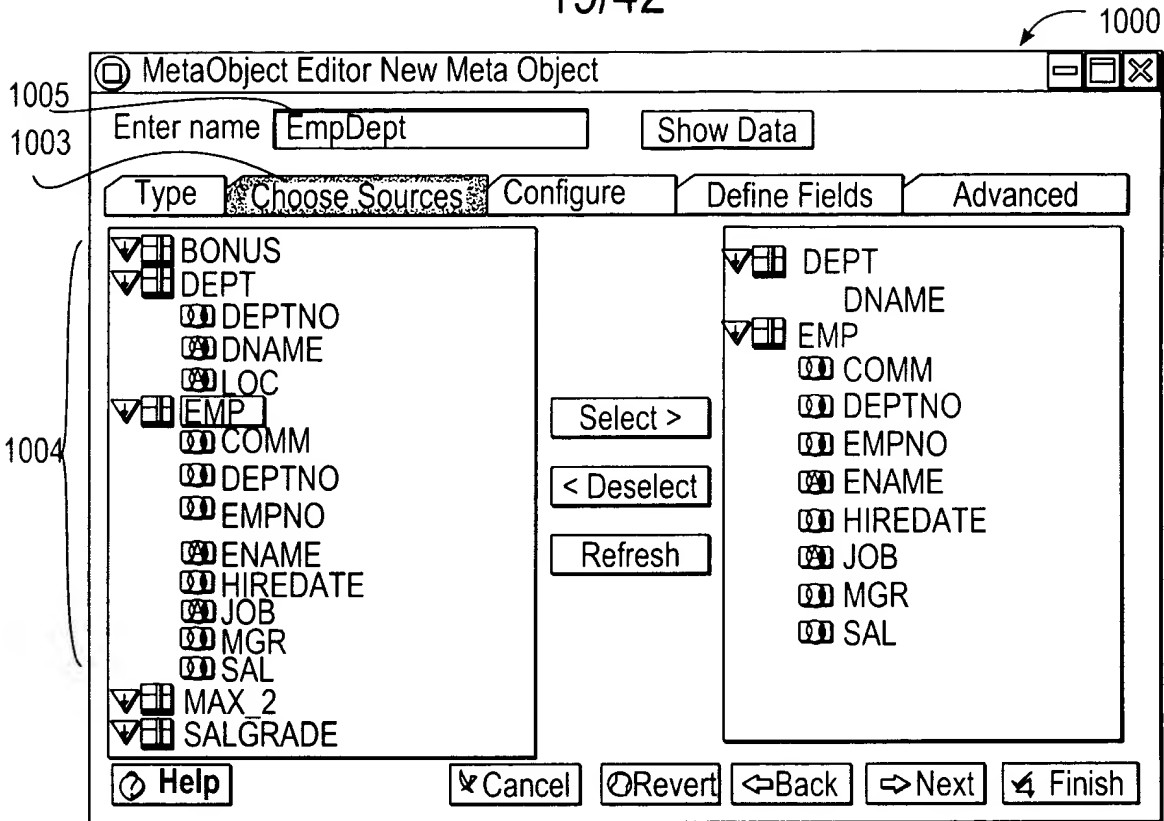 19/42
1000
MetaObject Editor New Meta Object
1005
Enter name EmpDept Show Data
1003
Type Choose Sources Configure Define Fields Advanced
BONUS
DEPT
DEPTNO
DNAME
LOC
EMP
COMM
DEPTNO
EMPNO
ENAME
HIREDATE
JOB
MGR
SAL
MAX_2
SALGRADE
1004
Select >
< Deselect
Refresh
DEPT
DNAME
EMP
COMM
DEPTNO
EMPNO
ENAME
HIREDATE
JOB
MGR
SAL
Help Cancel Revert Back Next Finish